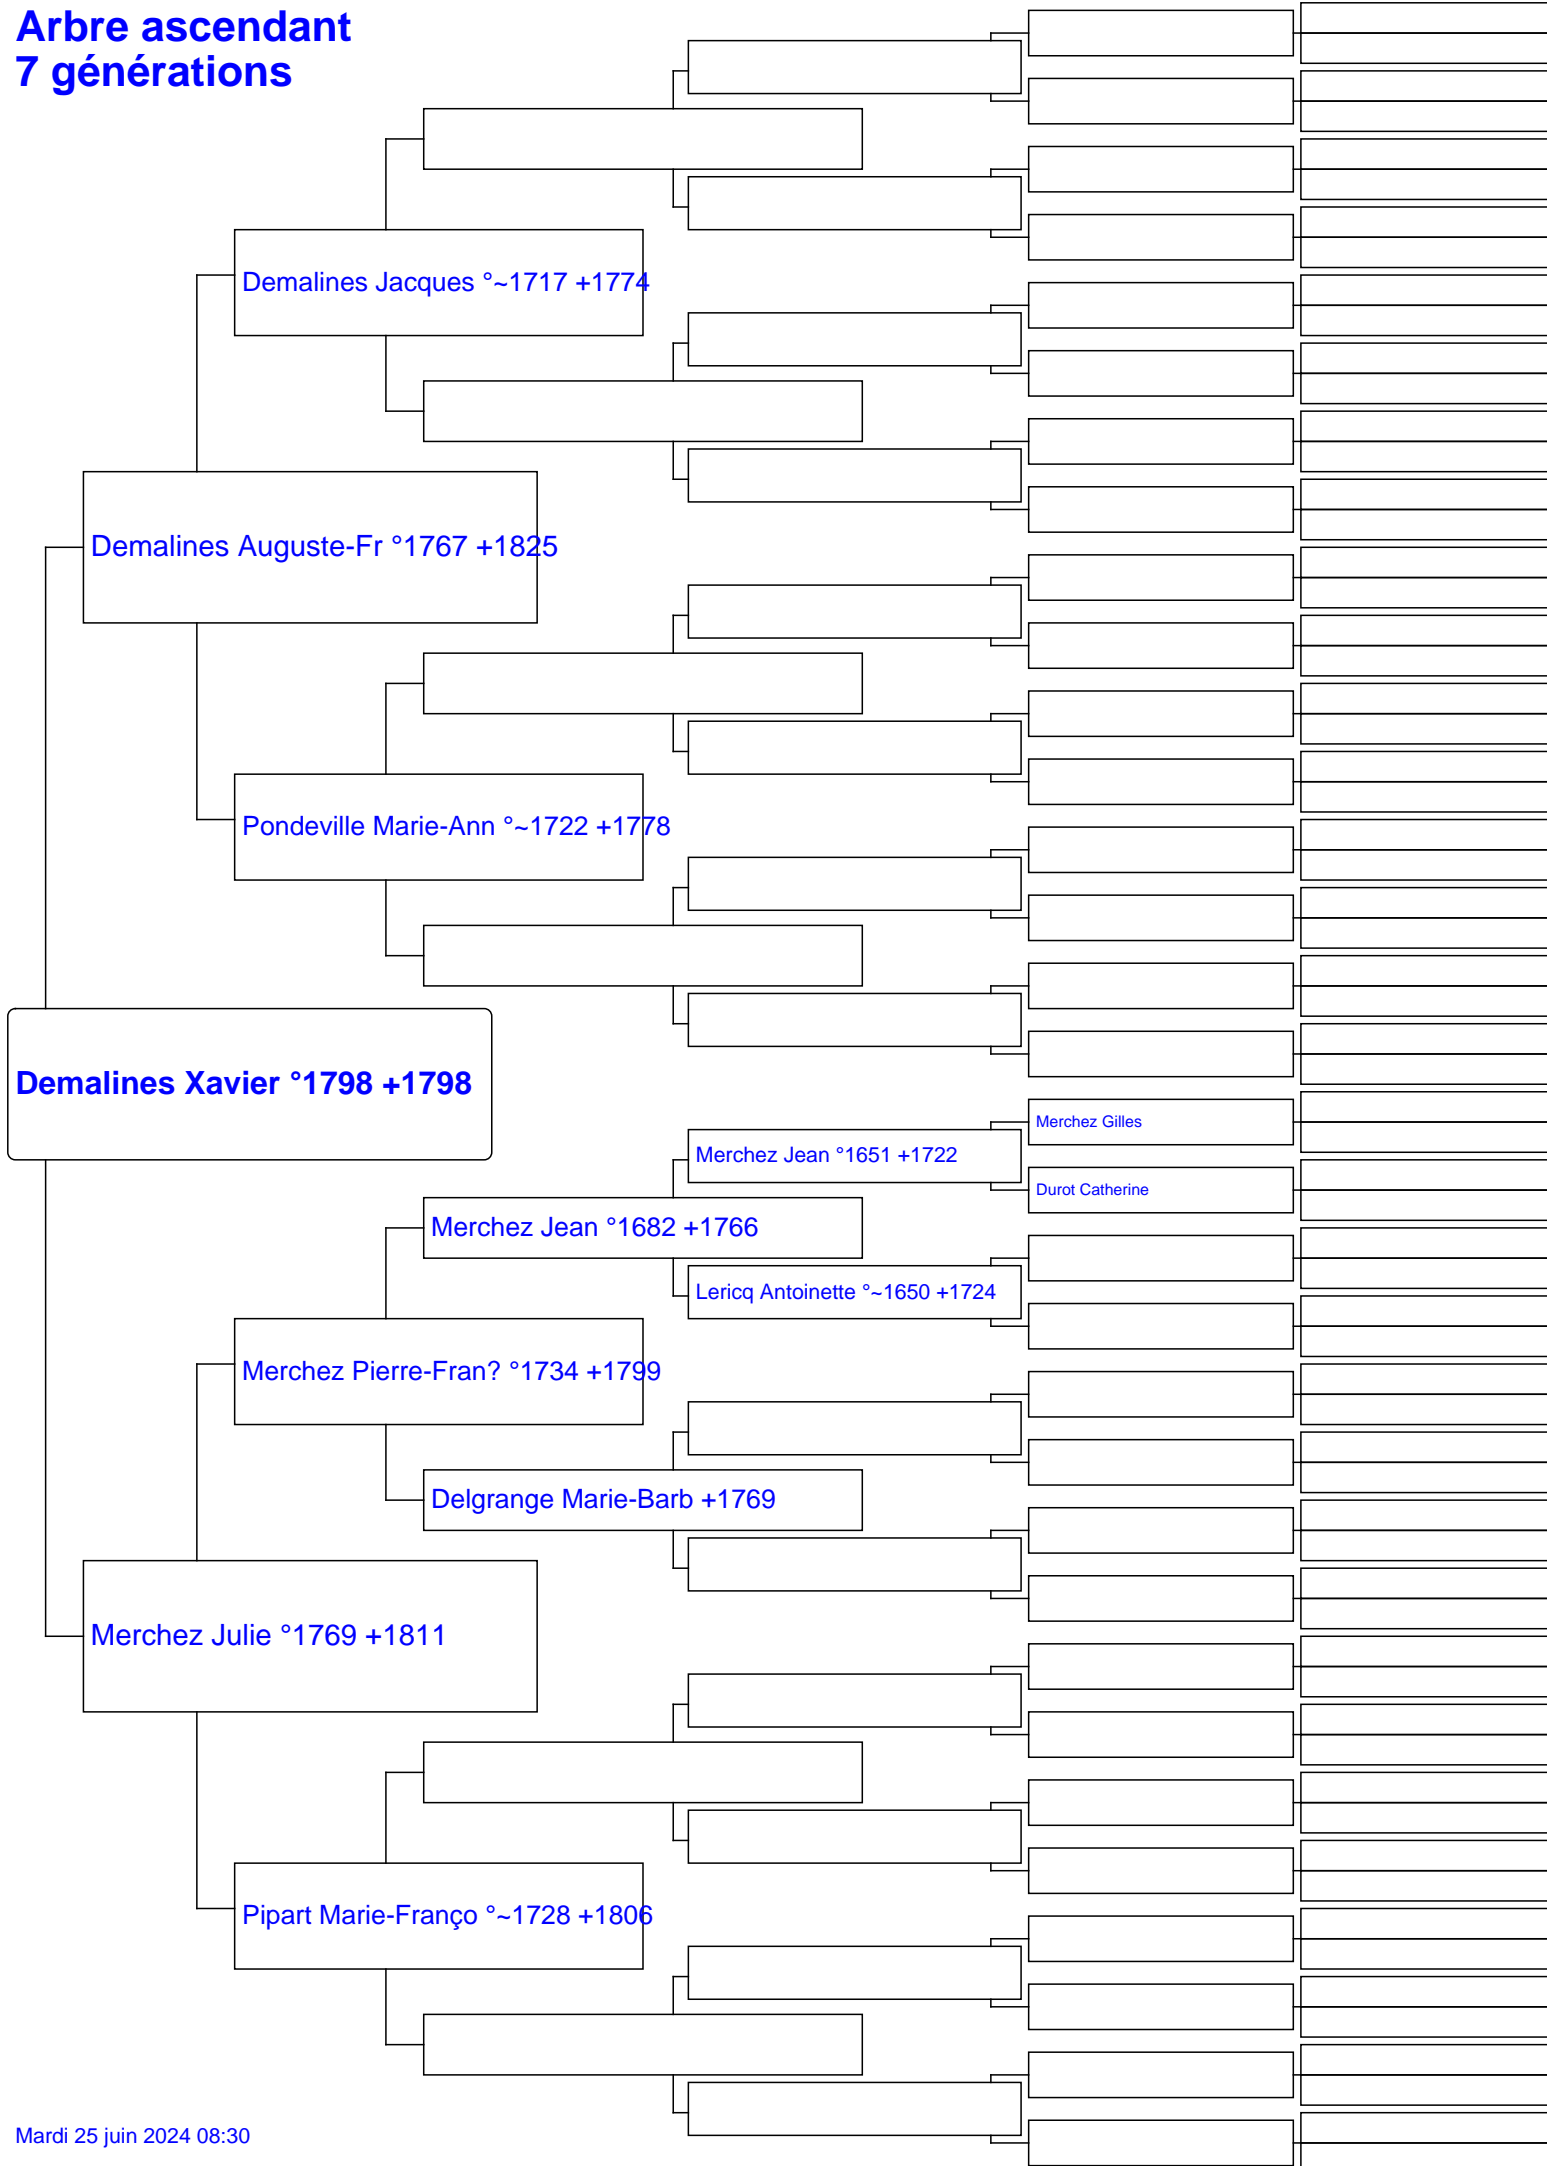 Arbre ascendant
7 générations
Demalines Jacques °~1717 +1774
Demalines Auguste-Fr °1767 +1825
Pondeville Marie-Ann °~1722 +1778
Demalines Xavier °1798 +1798
Merchez Gilles
Merchez Jean °1651 +1722
Durot Catherine
Merchez Jean °1682 +1766
Lericq Antoinette °~1650 +1724
Merchez Pierre-Fran? °1734 +1799
Delgrange Marie-Barb +1769
Merchez Julie °1769 +1811
Pipart Marie-Franço °~1728 +1806
Mardi 25 juin 2024 08:30